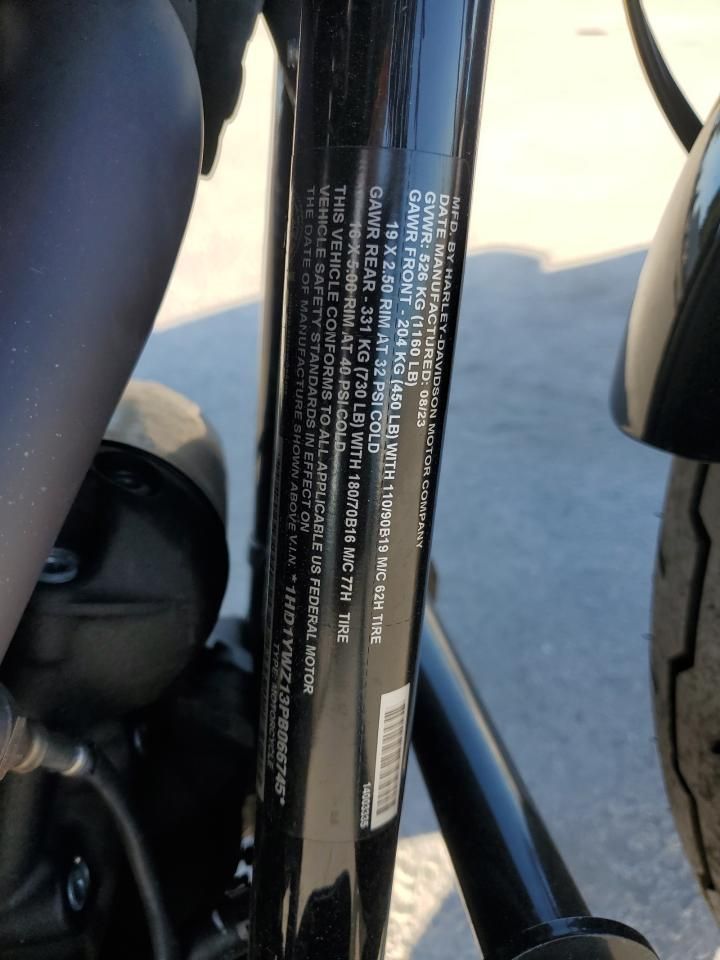 MFD. BY HARLEY-DAVIDSON MOTOR COMPANY
DATE MANUFACTURED: 08/23
GVWR: 526 KG (1160 LB)
GAWR FRONT - 204 KG (450 LB) WITH 110/90B19 M/C 62H TIRE
19 X 2.50 RIM AT 32 PSI COLD
GAWR REAR - 331 KG (730 LB) WITH 180/70B16 M/C 77H TIRE
16 X 5.00 RIM AT 40 PSI COLD
THIS VEHICLE CONFORMS TO ALL APPLICABLE US FEDERAL MOTOR
VEHICLE SAFETY STANDARDS IN EFFECT ON
THE DATE OF MANUFACTURE SHOWN ABOVE V.I.N. *1HD1YWZ13PB066745*
TYPE: MOTORCYCLE
14003335